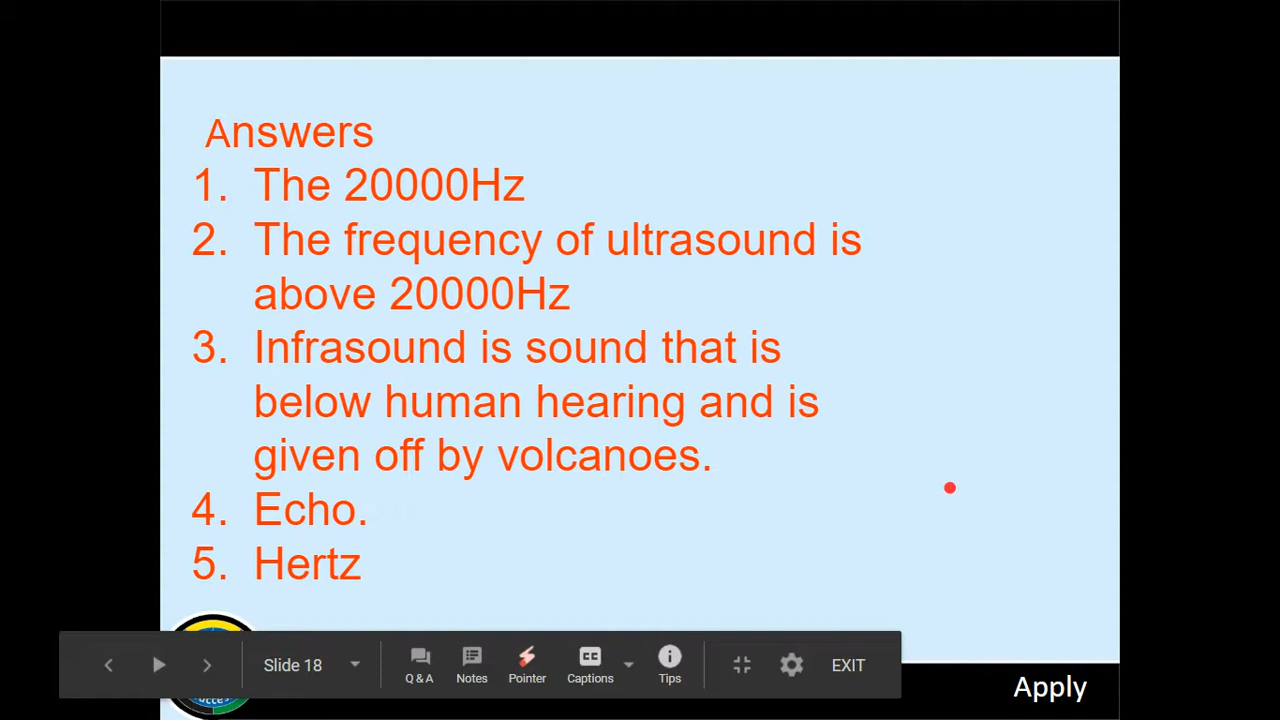 Answers
1. The 20000Hz
2. The frequency of ultrasound is
above 20000Hz
3. Infrasound is sound that is
below human hearing and is
given off by volcanoes.
4. Echo.
5. Hertz
Slide 18
Q & A
Notes
Pointer
CC
Captions
Tips
EXIT
Apply